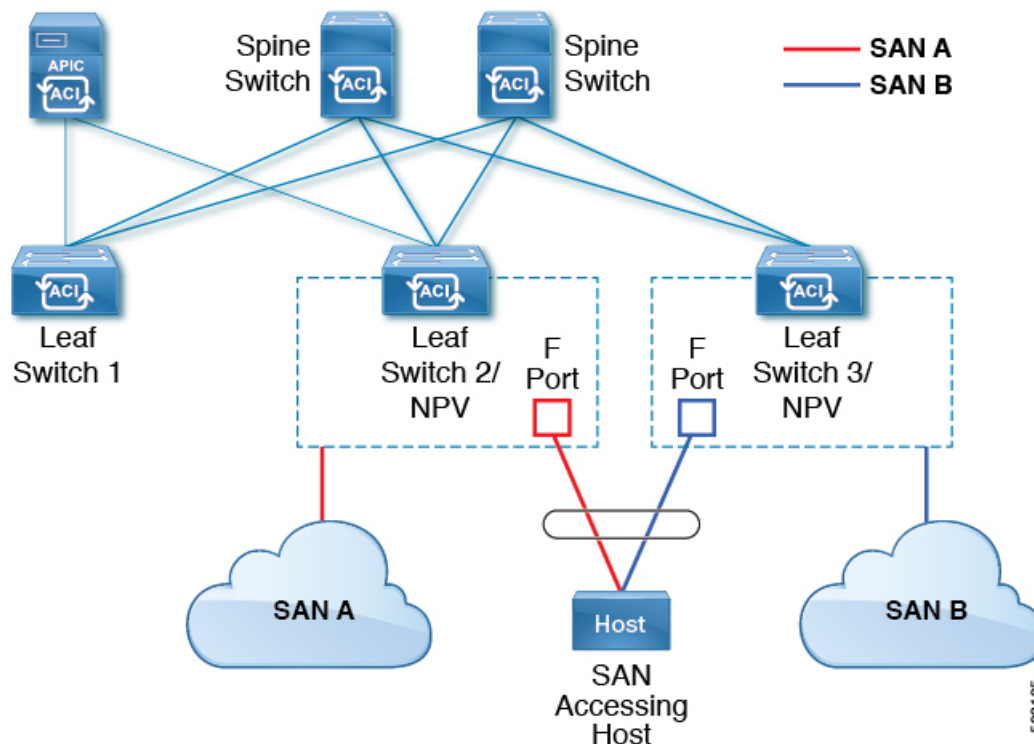 APIC
ACI
Spine
Switch
ACI
ACI
Spine
Switch
SAN A
SAN B
ACI
Leaf
Switch 1
ACI
Leaf
Switch 2/
NPV
F
Port
F
Port
ACI
Leaf
Switch 3/
NPV
SAN A
Host
SAN
Accessing
Host
SAN B